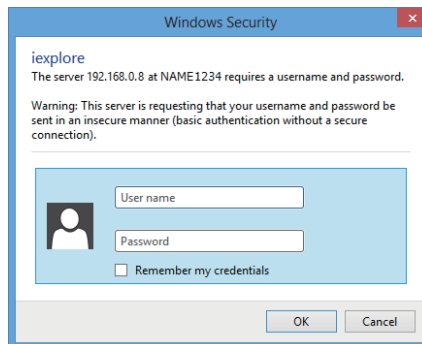 Windows Security
iexplore
The server 192.168.0.8 at NAME1234 requires a username and password.
Warning: This server is requesting that your username and password be
sent in an insecure manner (basic authentication without a secure
connection).
User name
Password
Remember my credentials
OK
Cancel